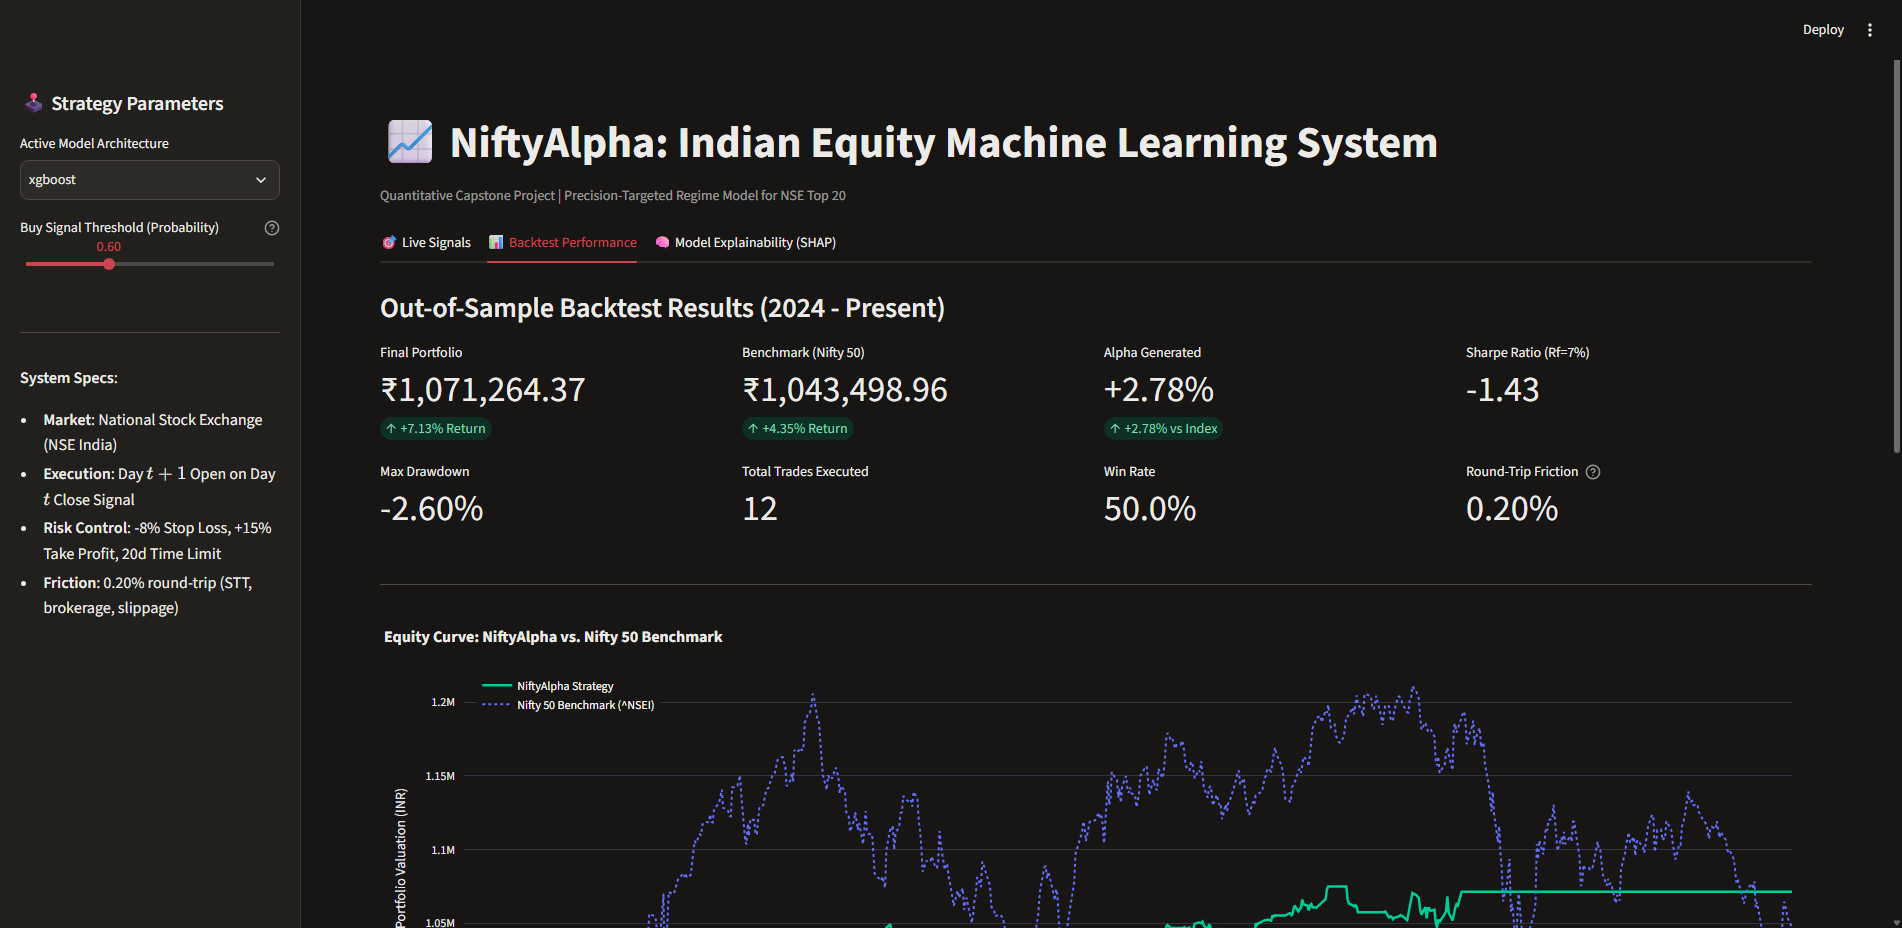 Deploy
Strategy Parameters
Active Model Architecture
xgboost
Buy Signal Threshold (Probability)
0.60
System Specs:
Market: National Stock Exchange
(NSE India)
Execution: Day t + 1 Open on Day
t Close Signal
Risk Control: -8% Stop Loss, +15%
Take Profit, 20d Time Limit
Friction: 0.20% round-trip (STT,
brokerage, slippage)
NiftyAlpha: Indian Equity Machine Learning System
Quantitative Capstone Project | Precision-Targeted Regime Model for NSE Top 20
Live Signals
Backtest Performance
Model Explainability (SHAP)
Out-of-Sample Backtest Results (2024 - Present)
Final Portfolio
₹1,071,264.37
↑ +7.13% Return
Benchmark (Nifty 50)
₹1,043,498.96
↑ +4.35% Return
Alpha Generated
+2.78%
↑ +2.78% vs Index
Sharpe Ratio (Rf=7%)
-1.43
Max Drawdown
-2.60%
Total Trades Executed
12
Win Rate
50.0%
Round-Trip Friction
0.20%
Equity Curve: NiftyAlpha vs. Nifty 50 Benchmark
NiftyAlpha Strategy
Nifty 50 Benchmark (^NSEI)
Portfolio Valuation (INR)
1.2M
1.15M
1.1M
1.05M